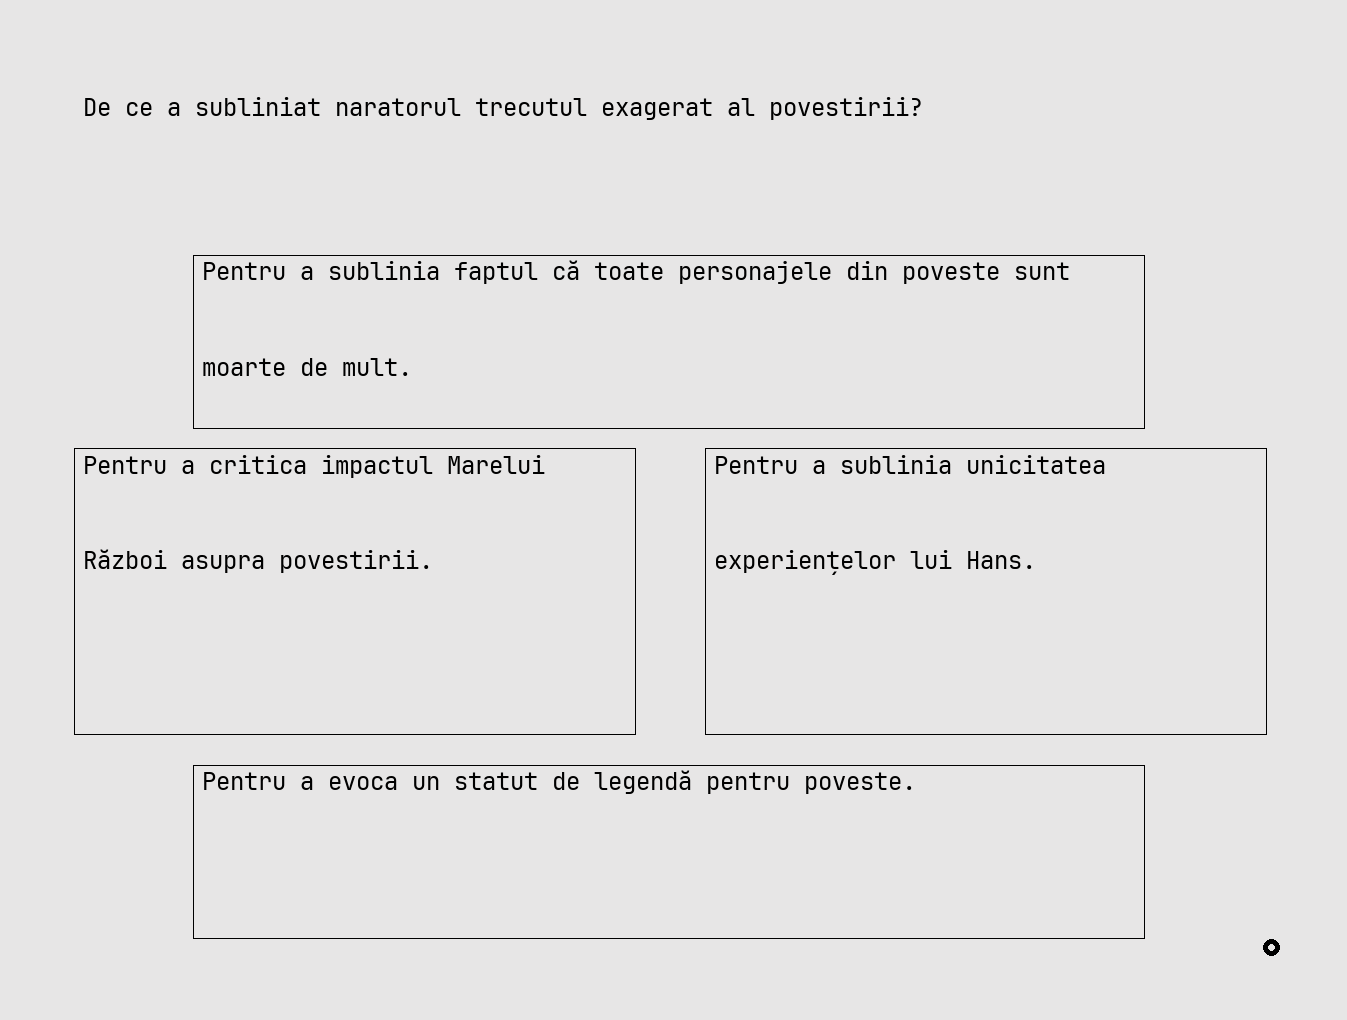 De ce a subliniat naratorul trecutul exagerat al povestirii?
Pentru a sublinia faptul că toate personajele din poveste sunt
moarte de mult.
Pentru a critica impactul Marelui
Război asupra povestirii.
Pentru a sublinia unicitatea
experiențelor lui Hans.
Pentru a evoca un statut de legendă pentru poveste.